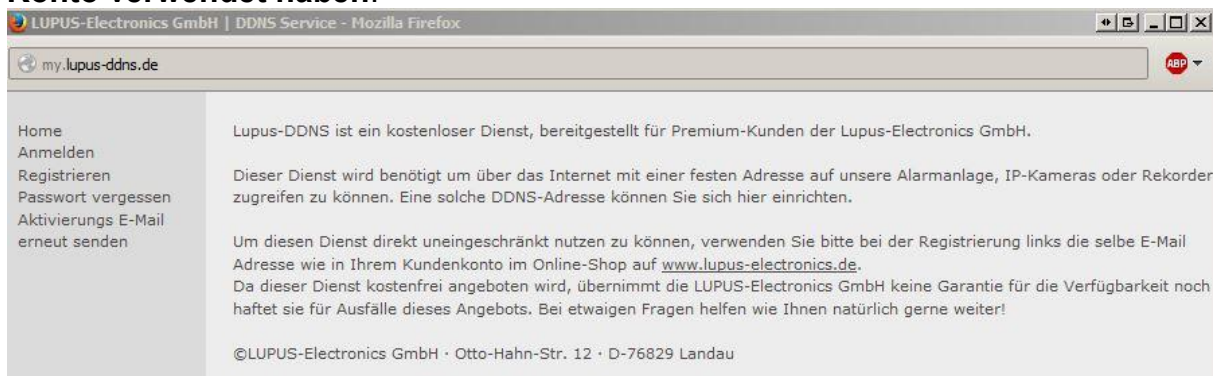 Konto verwendet haben.
LUPUS-Electronics GmbH | DDNS Service - Mozilla Firefox
my.lupus-ddns.de
ABP
Home
Anmelden
Registrieren
Passwort vergessen
Aktivierungs E-Mail
erneut senden
Lupus-DDNS ist ein kostenloser Dienst, bereitgestellt für Premium-Kunden der Lupus-Electronics GmbH.
Dieser Dienst wird benötigt um über das Internet mit einer festen Adresse auf unsere Alarmanlage, IP-Kameras oder Rekorder
zugreifen zu können. Eine solche DDNS-Adresse können Sie sich hier einrichten.
Um diesen Dienst direkt uneingeschränkt nutzen zu können, verwenden Sie bitte bei der Registrierung links die selbe E-Mail
Adresse wie in Ihrem Kundenkonto im Online-Shop auf www.lupus-electronics.de.
Da dieser Dienst kostenfrei angeboten wird, übernimmt die LUPUS-Electronics GmbH keine Garantie für die Verfügbarkeit noch
haftet sie für Ausfälle dieses Angebots. Bei etwaigen Fragen helfen wie Ihnen natürlich gerne weiter!
©LUPUS-Electronics GmbH · Otto-Hahn-Str. 12 · D-76829 Landau